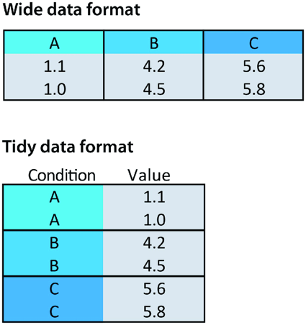 Wide data format
A B C
1.1 4.2 5.6
1.0 4.5 5.8
Tidy data format
Condition Value
A 1.1
A 1.0
B 4.2
B 4.5
C 5.6
C 5.8